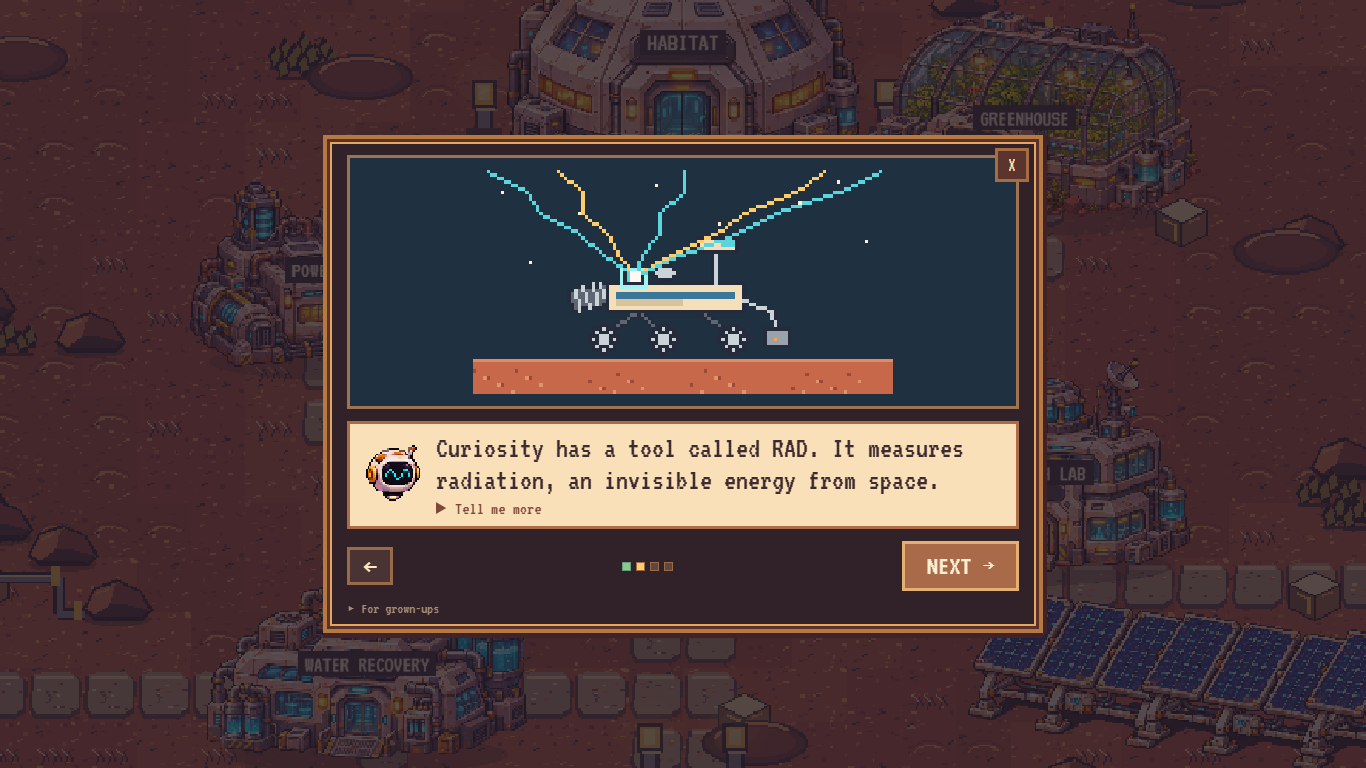 HABITAT
GREENHOUSE
X
Curiosity has a tool called RAD. It measures
radiation, an invisible energy from space.
Tell me more
NEXT →
For grown-ups
LAB
WATER RECOVERY